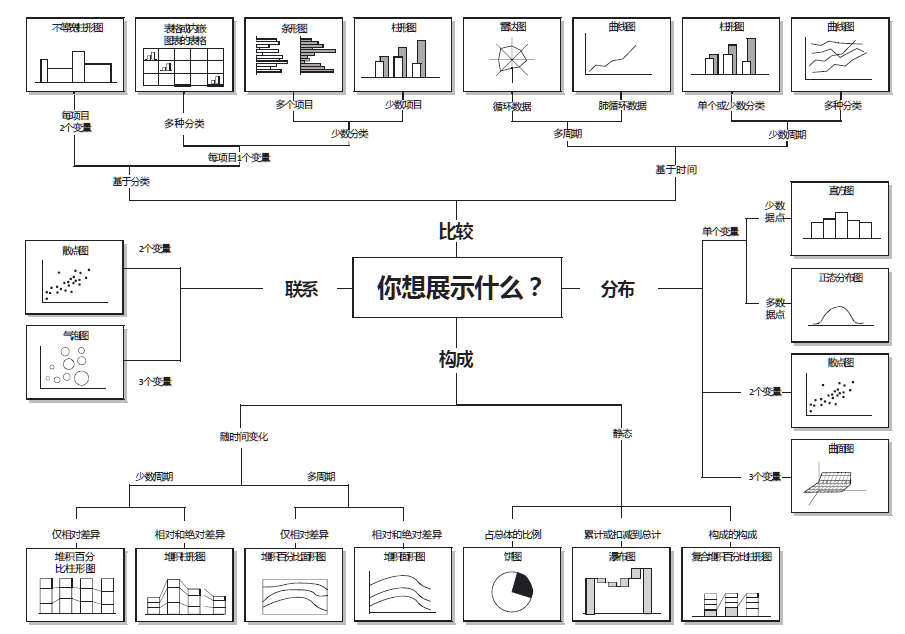 不等宽柱形图
表格或内嵌
图表的表格
条形图
柱形图
雷达图
曲线图
柱形图
曲线图
每项目
2个变量
多种分类
多个项目
少数项目
循环数据
肺循环数据
单个或少数分类
多种分类
少数分类
多周期
少数周期
每项目1个变量
基于分类
基于时间
比较
散点图
2个变量
气泡图
3个变量
联系
你想展示什么？
分布
单个变量
少数
据点
直方图
多数
据点
正态分布图
2个变量
散点图
3个变量
曲面图
构成
随时间变化
静态
少数周期
多周期
仅相对差异
相对和绝对差异
仅相对差异
相对和绝对差异
占总体的比例
累计或扣减到总计
构成的构成
堆积百分
比柱形图
堆积柱形图
堆积百分比面积图
堆积面积图
饼图
瀑布图
复合堆积百分比柱形图